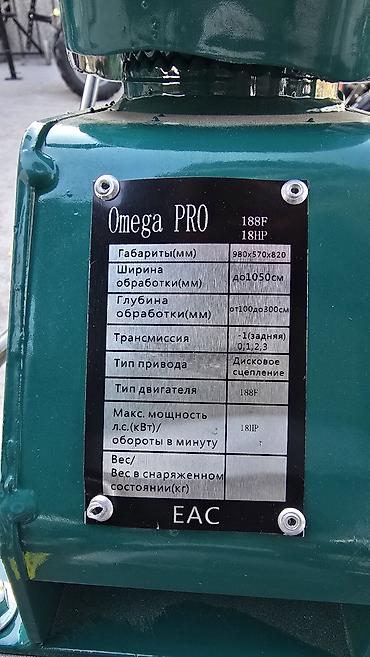 Omega PRO 188F
18HP
Габариты(мм) 980x570x820
Ширина
обработки(мм) до1050см
Глубина
обработки(мм) от100до300см
Трансмиссия -1(задняя)
0,1,2,3
Тип привода Дисковое
сцепление
Тип двигателя 188F
Макс. мощность
л.с.(кВт)/ 18HP
обороты в минуту
Вес/
Вес в снаряженном
состоянии(кг)
EAC